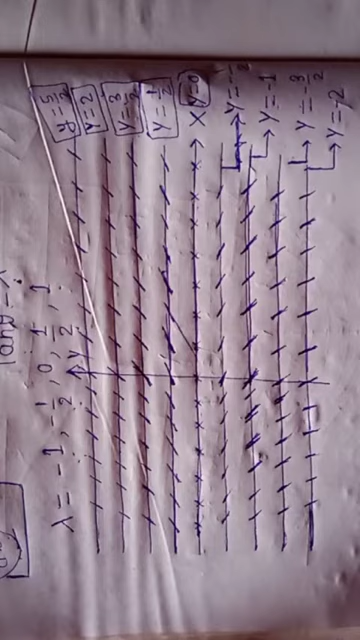 tanθ = λ
λ = -1, -1/2, 0, 1/2, 1
Y
y = 5/2
Y = 2
Y = 3/2
Y = 1/2
X
y=0
Y = -1/2
Y = -1
Y = -3/2
Y = -2